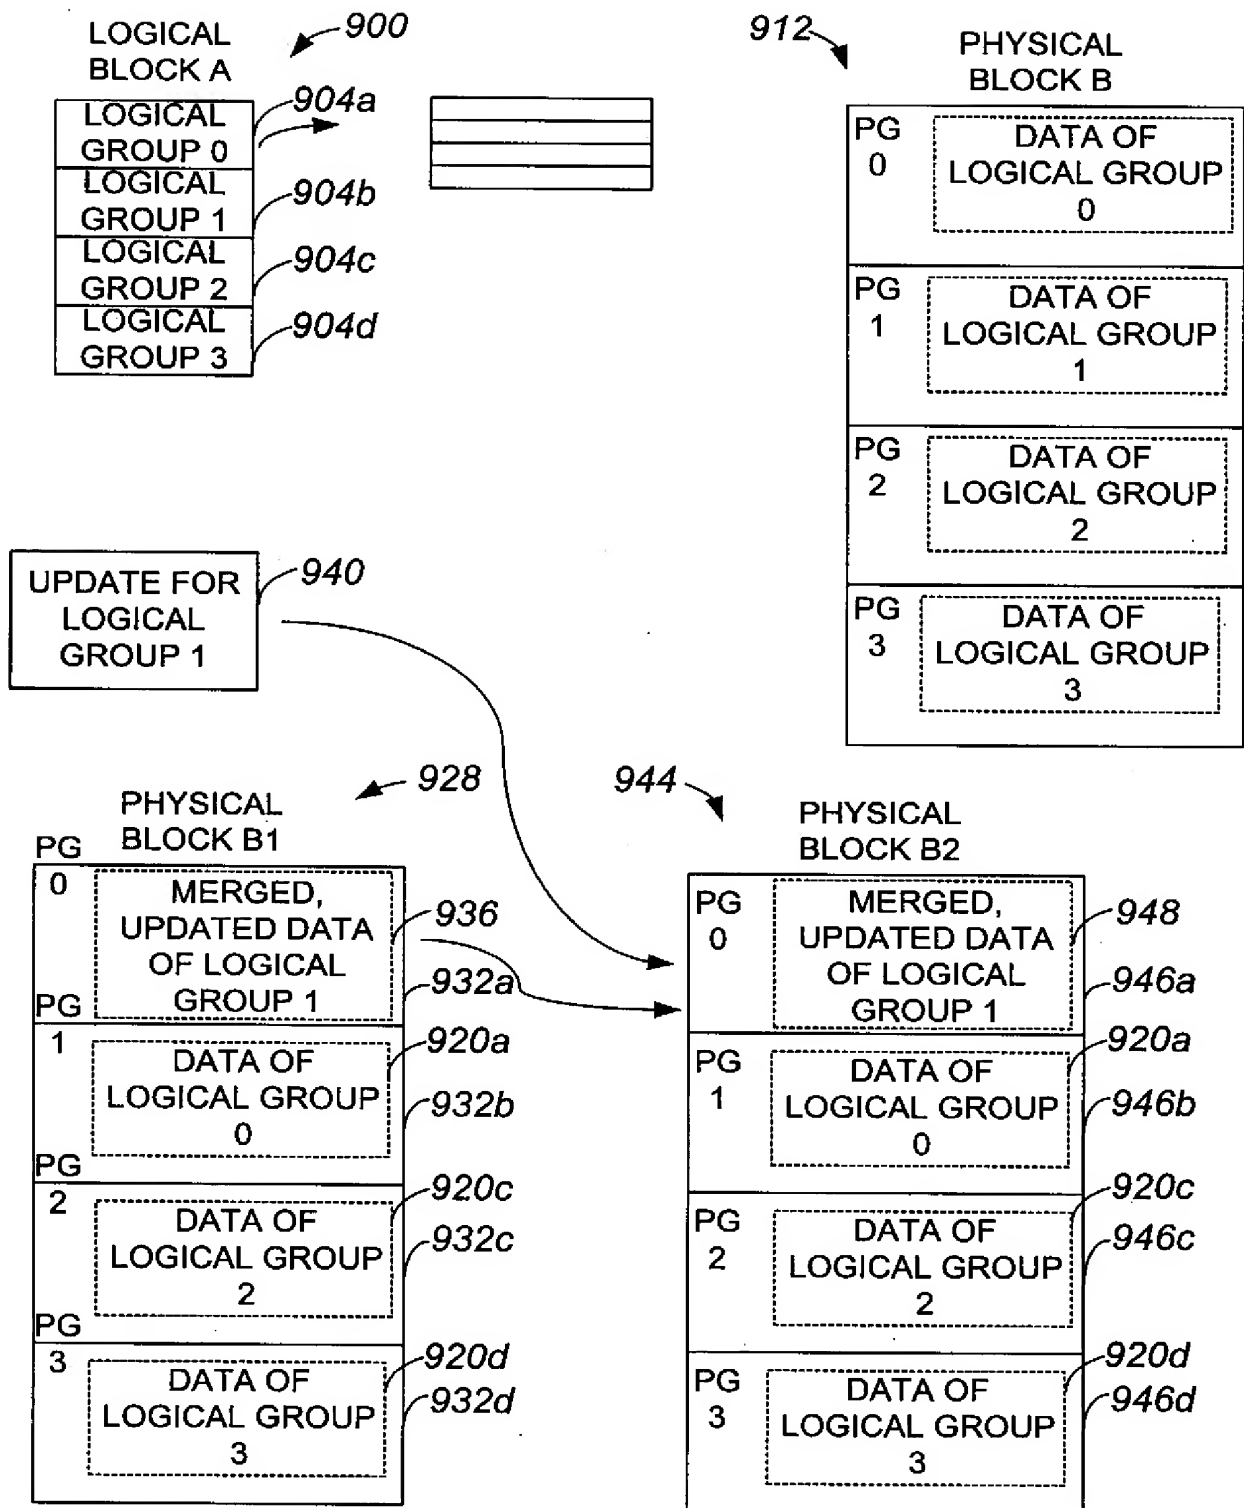 LOGICAL
BLOCK A
900
LOGICAL
GROUP 0
904a
LOGICAL
GROUP 1
904b
LOGICAL
GROUP 2
904c
LOGICAL
GROUP 3
904d
912
PHYSICAL
BLOCK B
PG
0
DATA OF
LOGICAL GROUP
0
PG
1
DATA OF
LOGICAL GROUP
1
PG
2
DATA OF
LOGICAL GROUP
2
PG
3
DATA OF
LOGICAL GROUP
3
UPDATE FOR
LOGICAL
GROUP 1
940
928
PHYSICAL
BLOCK B1
PG
0
MERGED,
UPDATED DATA
OF LOGICAL
GROUP 1
936
932a
PG
1
DATA OF
LOGICAL GROUP
0
920a
932b
PG
2
DATA OF
LOGICAL GROUP
2
920c
932c
PG
3
DATA OF
LOGICAL GROUP
3
920d
932d
944
PHYSICAL
BLOCK B2
PG
0
MERGED,
UPDATED DATA
OF LOGICAL
GROUP 1
948
946a
PG
1
DATA OF
LOGICAL GROUP
0
920a
946b
PG
2
DATA OF
LOGICAL GROUP
2
920c
946c
PG
3
DATA OF
LOGICAL GROUP
3
920d
946d